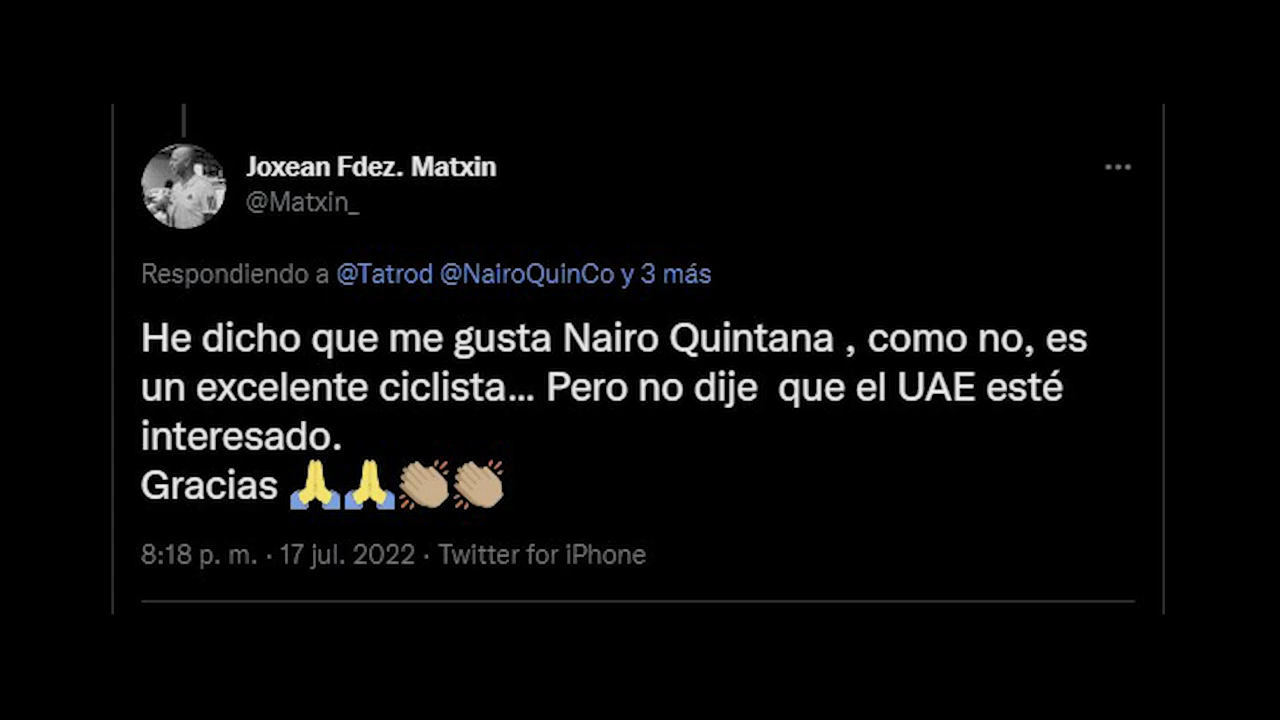 Joxean Fdez. Matxin
@Matxin_
Respondiendo a @Tatrod @NairoQuinCo y 3 más
He dicho que me gusta Nairo Quintana , como no, es
un excelente ciclista... Pero no dije  que el UAE esté
interesado.
Gracias 🙏🙏👏🏼👏🏼
8:18 p. m. · 17 jul. 2022 · Twitter for iPhone